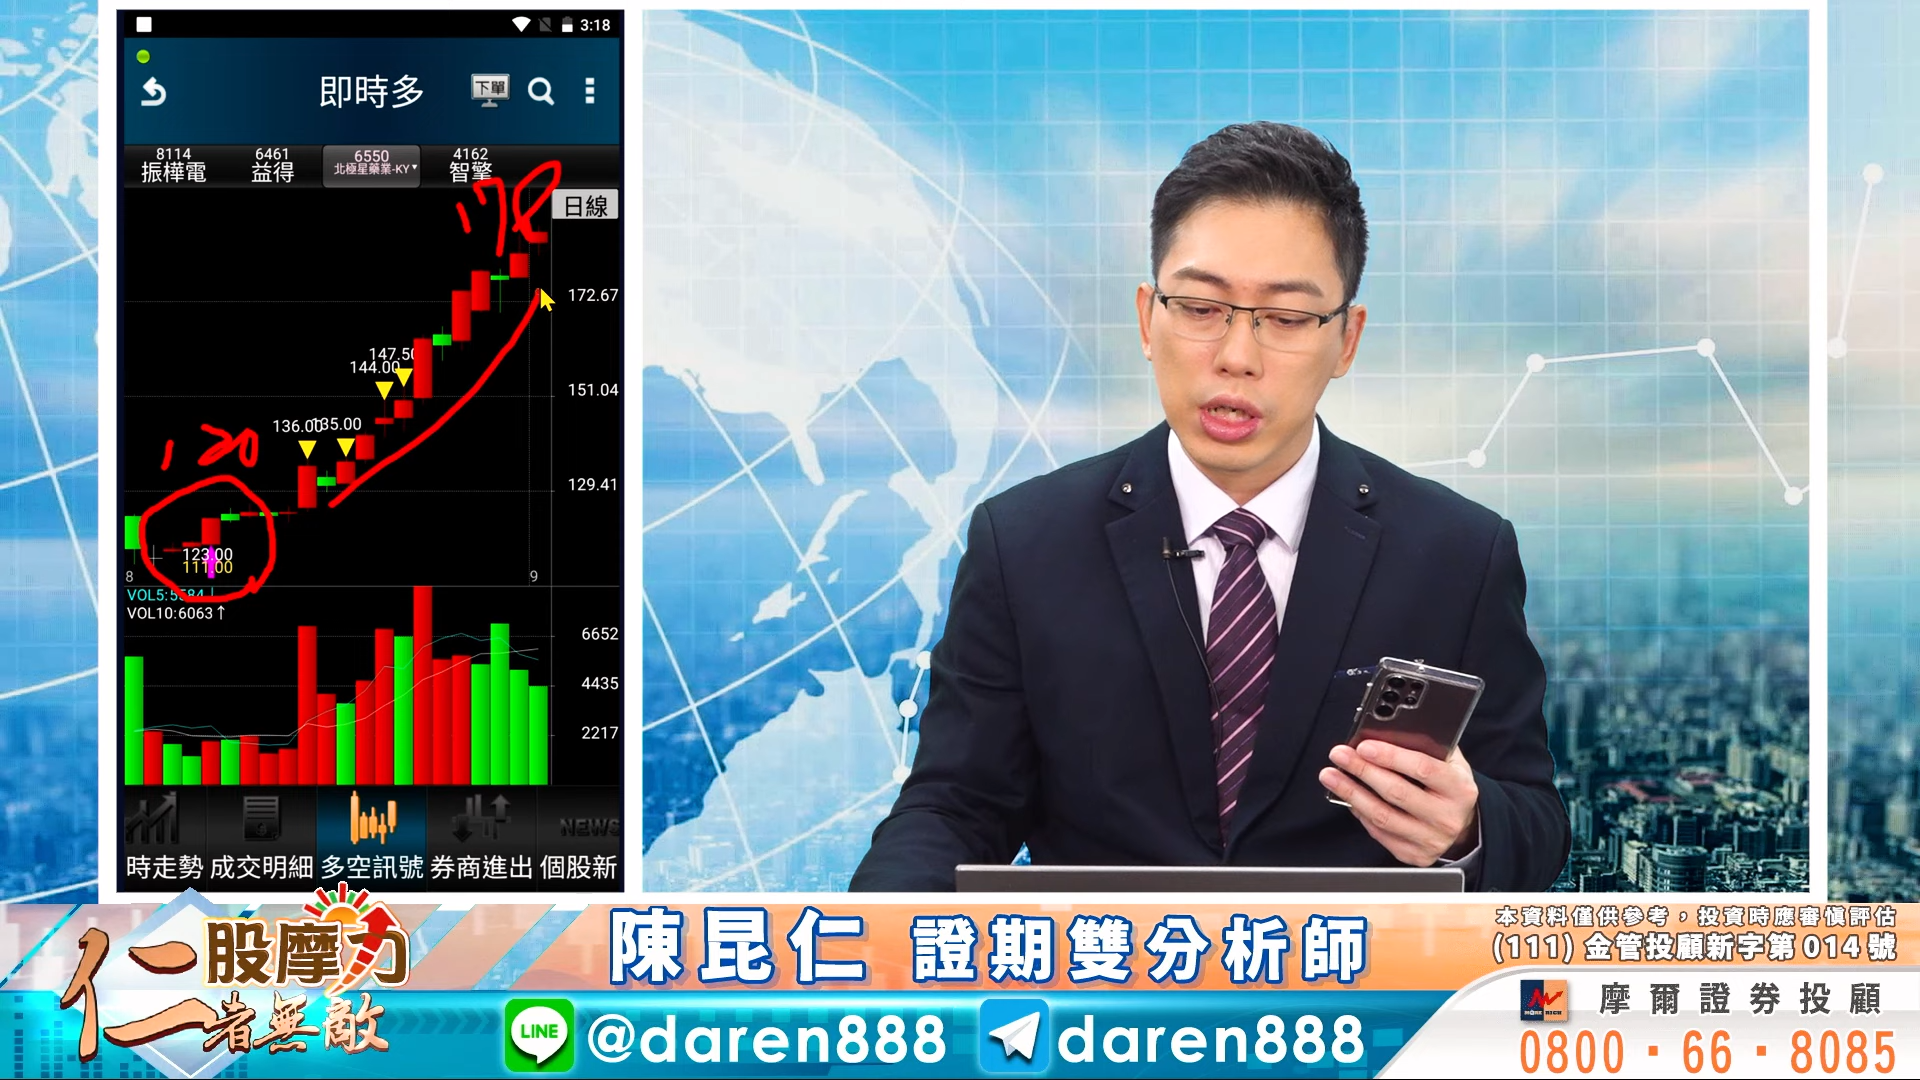 3:18
即時多
下單
8114
振樺電
6461
益得
6550
北極星藥業-KY
4162
智擎
178
日線
172.67
147.50
144.00
151.04
136.00
135.00
120
129.41
123.00
111.00
8
9
VOL5:5584↓
VOL10:6063↑
6652
4435
2217
時走勢
成交明細
多空訊號
券商進出
NEWS
個股新
股摩力
仁者無敵
陳昆仁 證期雙分析師
LINE
@daren888
daren888
本資料僅供參考，投資時應審慎評估
(111) 金管投顧新字第014號
MORE RICH
摩爾證券投顧
0800・66・8085